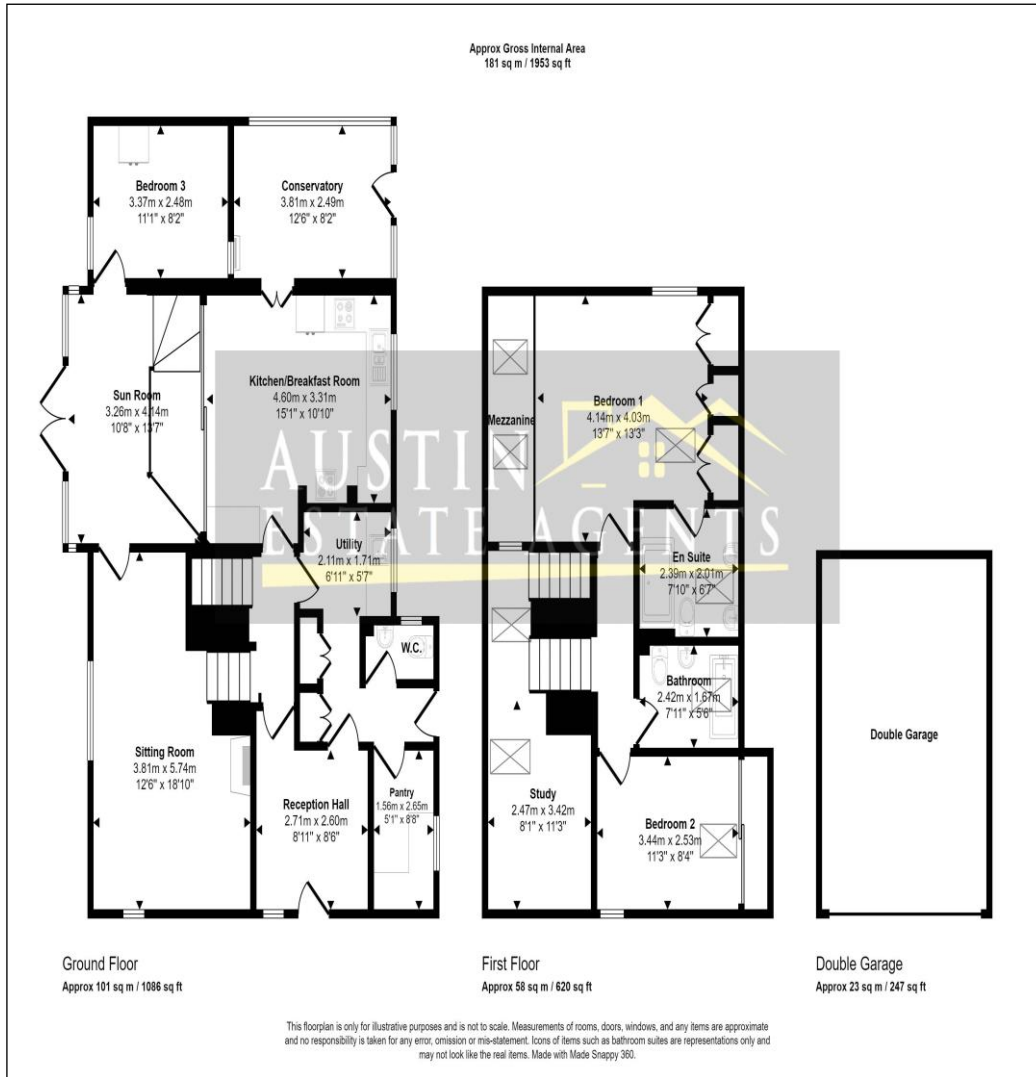 Approx Gross Internal Area
181 sq m / 1953 sq ft
Bedroom 3
3.37m x 2.48m
11'1" x 8'2"
Conservatory
3.81m x 2.49m
12'6" x 8'2"
Sun Room
3.26m x 4.14m
10'8" x 13'7"
Kitchen/Breakfast Room
4.60m x 3.31m
15'1" x 10'10"
Utility
2.11m x 1.71m
6'11" x 5'7"
W.C.
Sitting Room
3.81m x 5.74m
12'6" x 18'10"
Reception Hall
2.71m x 2.60m
8'11" x 8'6"
Pantry
1.56m x 2.65m
5'1" x 8'8"
Mezzanine
Bedroom 1
4.14m x 4.03m
13'7" x 13'3"
En Suite
2.39m x 2.01m
7'10" x 6'7"
Bathroom
2.42m x 1.67m
7'11" x 5'6"
Study
2.47m x 3.42m
8'1" x 11'3"
Bedroom 2
3.44m x 2.53m
11'3" x 8'4"
Double Garage
AUSTIN
ESTATE AGENTS
Ground Floor
Approx 101 sq m / 1086 sq ft
First Floor
Approx 58 sq m / 620 sq ft
Double Garage
Approx 23 sq m / 247 sq ft
This floorplan is only for illustrative purposes and is not to scale. Measurements of rooms, doors, windows, and any items are approximate
and no responsibility is taken for any error, omission or mis-statement. Icons of items such as bathroom suites are representations only and
may not look like the real items. Made with Made Snappy 360.